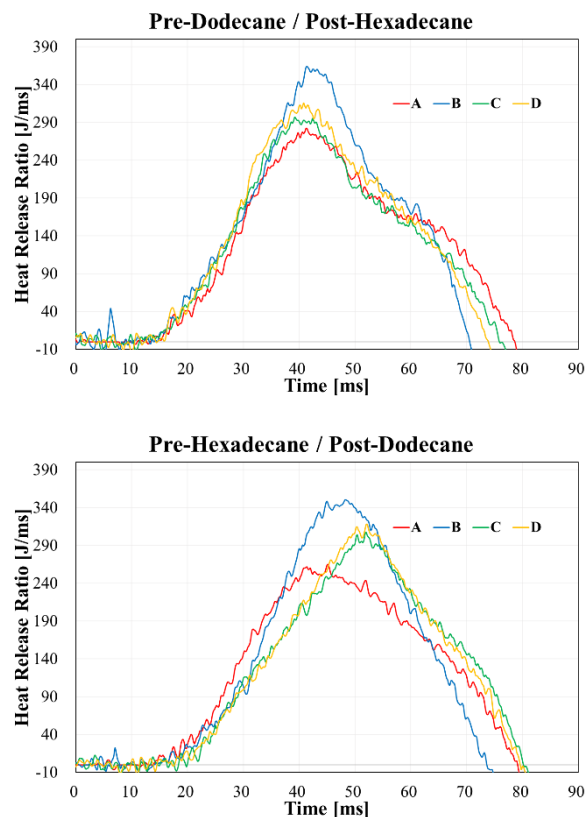 Pre-Dodecane / Post-Hexadecane
Heat Release Ratio [J/ms]
390
340
290
240
190
140
90
40
-10
A B C D
0 10 20 30 40 50 60 70 80 90
Time [ms]
Pre-Hexadecane / Post-Dodecane
Heat Release Ratio [J/ms]
390
340
290
240
190
140
90
40
-10
A B C D
0 10 20 30 40 50 60 70 80 90
Time [ms]